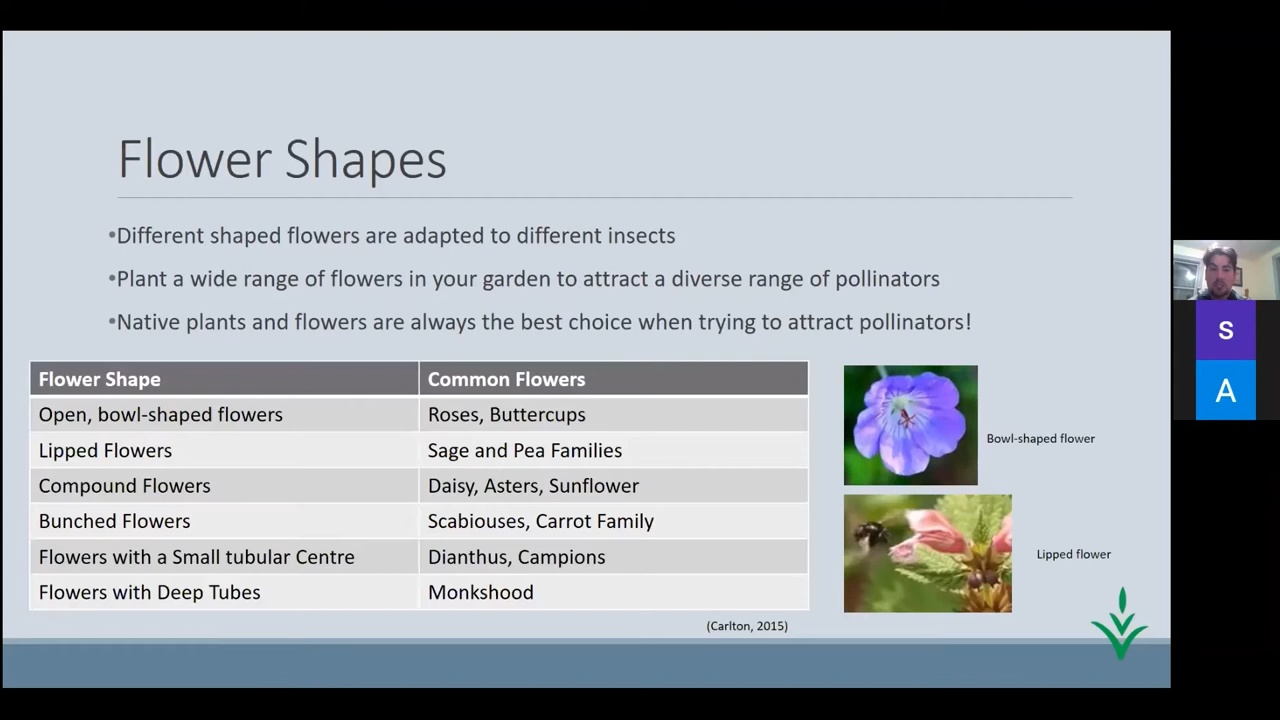 Flower Shapes
•Different shaped flowers are adapted to different insects
•Plant a wide range of flowers in your garden to attract a diverse range of pollinators
•Native plants and flowers are always the best choice when trying to attract pollinators!
Flower Shape Common Flowers
Open, bowl-shaped flowers Roses, Buttercups
Lipped Flowers Sage and Pea Families
Compound Flowers Daisy, Asters, Sunflower
Bunched Flowers Scabiouses, Carrot Family
Flowers with a Small tubular Centre Dianthus, Campions
Flowers with Deep Tubes Monkshood
(Carlton, 2015)
Bowl-shaped flower
Lipped flower
S
A